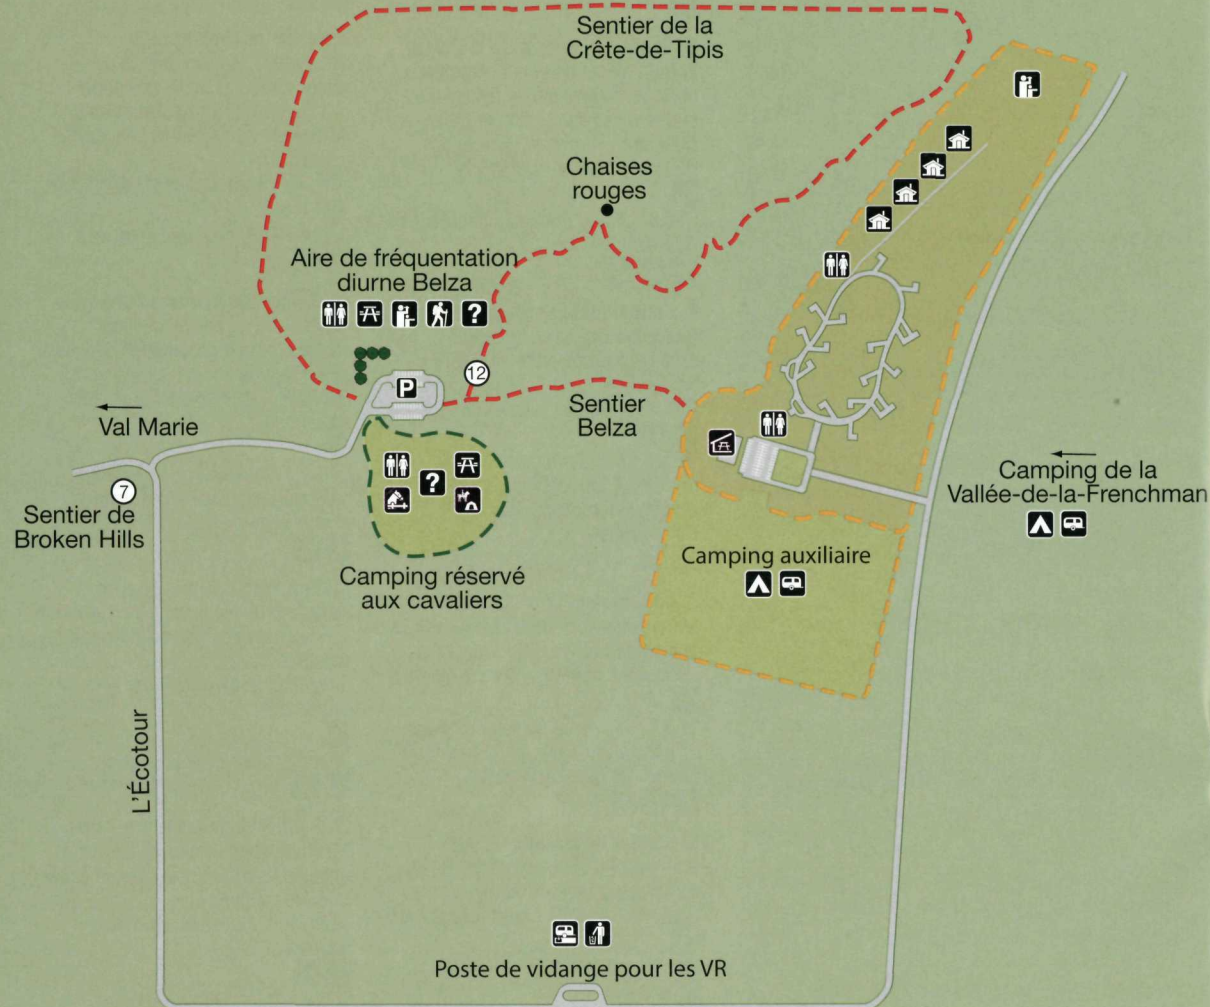 Sentier de la
Crête-de-Tipis
Chaises
rouges
Aire de fréquentation
diurne Belza
?
P
12
Val Marie
Sentier
Belza
?
7
Sentier de
Broken Hills
Camping de la
Vallée-de-la-Frenchman
Camping auxiliaire
Camping réservé
aux cavaliers
L'Écotour
Poste de vidange pour les VR